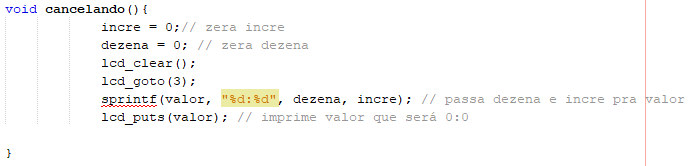 void cancelando(){
incre = 0;// zera incre
dezena = 0; // zera dezena
lcd_clear();
lcd_goto(3);
sprintf(valor, "%d:%d", dezena, incre); // passa dezena e incre pra valor
lcd_puts(valor); // imprime valor que será 0:0
}